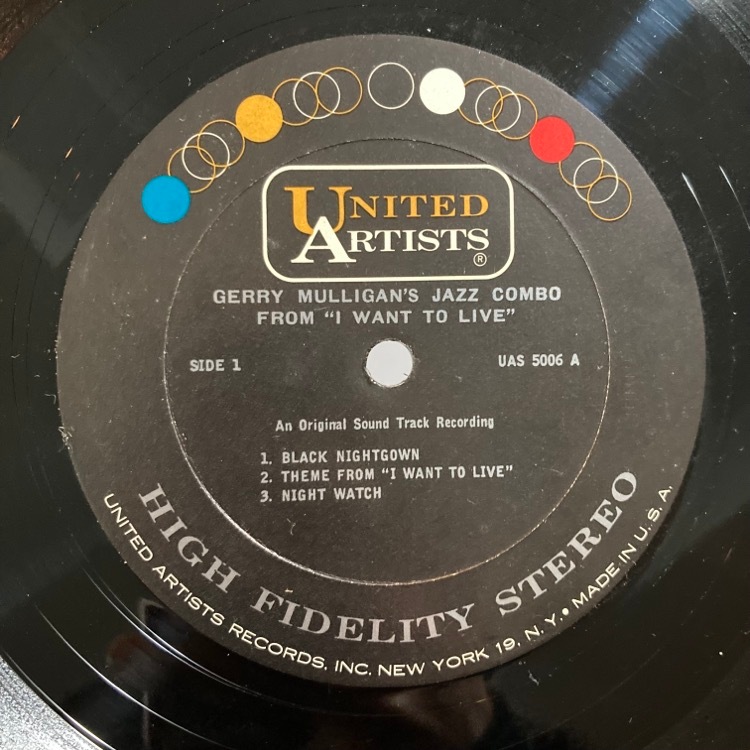 UNITED
ARTISTS
®
GERRY MULLIGAN'S JAZZ COMBO
FROM "I WANT TO LIVE"
SIDE 1
UAS 5006 A
An Original Sound Track Recording
1. BLACK NIGHTGOWN
2. THEME FROM "I WANT TO LIVE"
3. NIGHT WATCH
HIGH FIDELITY STEREO
UNITED ARTISTS RECORDS, INC. NEW YORK 19, N. Y. • MADE IN U. S. A.